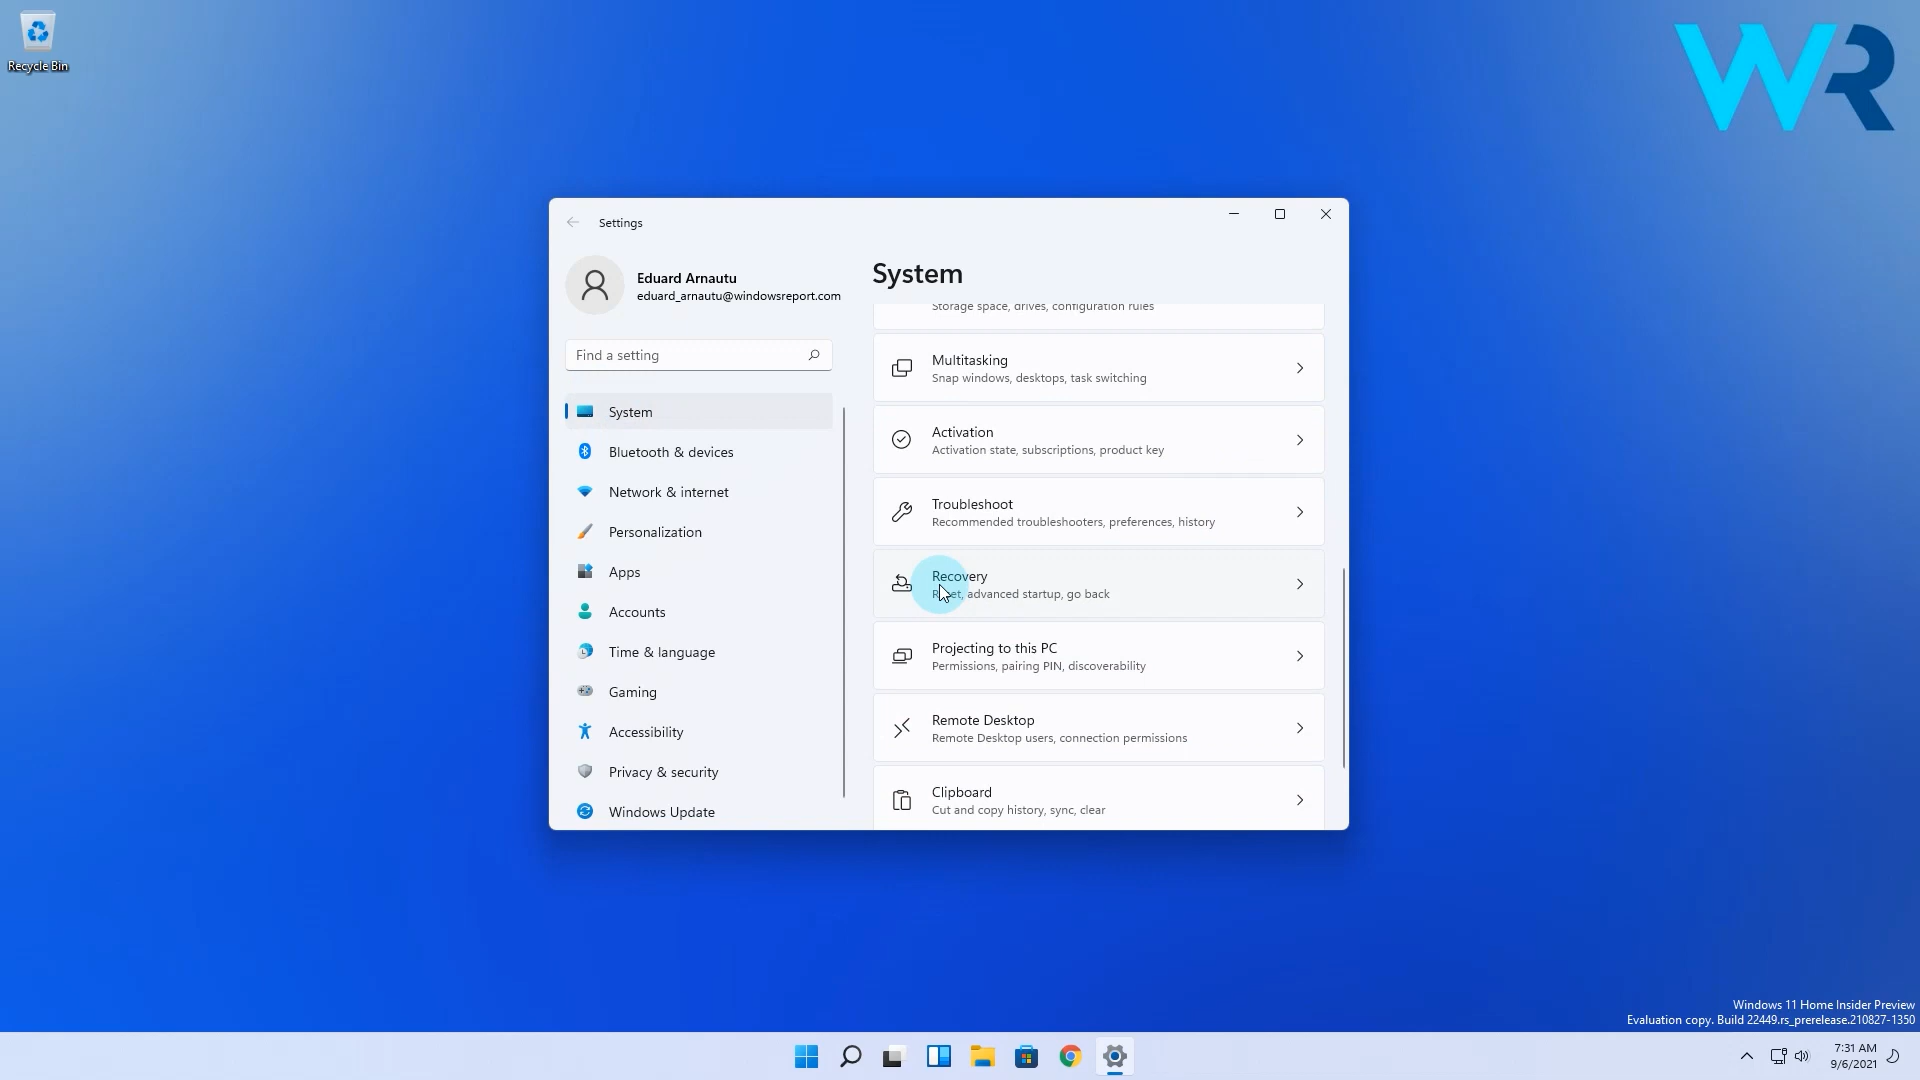 Recycle Bin
WR
Settings
Eduard Arnautu
eduard_arnautu@windowsreport.com
Find a setting
System
Bluetooth & devices
Network & internet
Personalization
Apps
Accounts
Time & language
Gaming
Accessibility
Privacy & security
Windows Update
System
Storage space, drives, configuration rules
Multitasking
Snap windows, desktops, task switching
Activation
Activation state, subscriptions, product key
Troubleshoot
Recommended troubleshooters, preferences, history
Recovery
Reset, advanced startup, go back
Projecting to this PC
Permissions, pairing PIN, discoverability
Remote Desktop
Remote Desktop users, connection permissions
Clipboard
Cut and copy history, sync, clear
Windows 11 Home Insider Preview
Evaluation copy. Build 22449.rs_prerelease.210827-1350
7:31 AM
9/6/2021